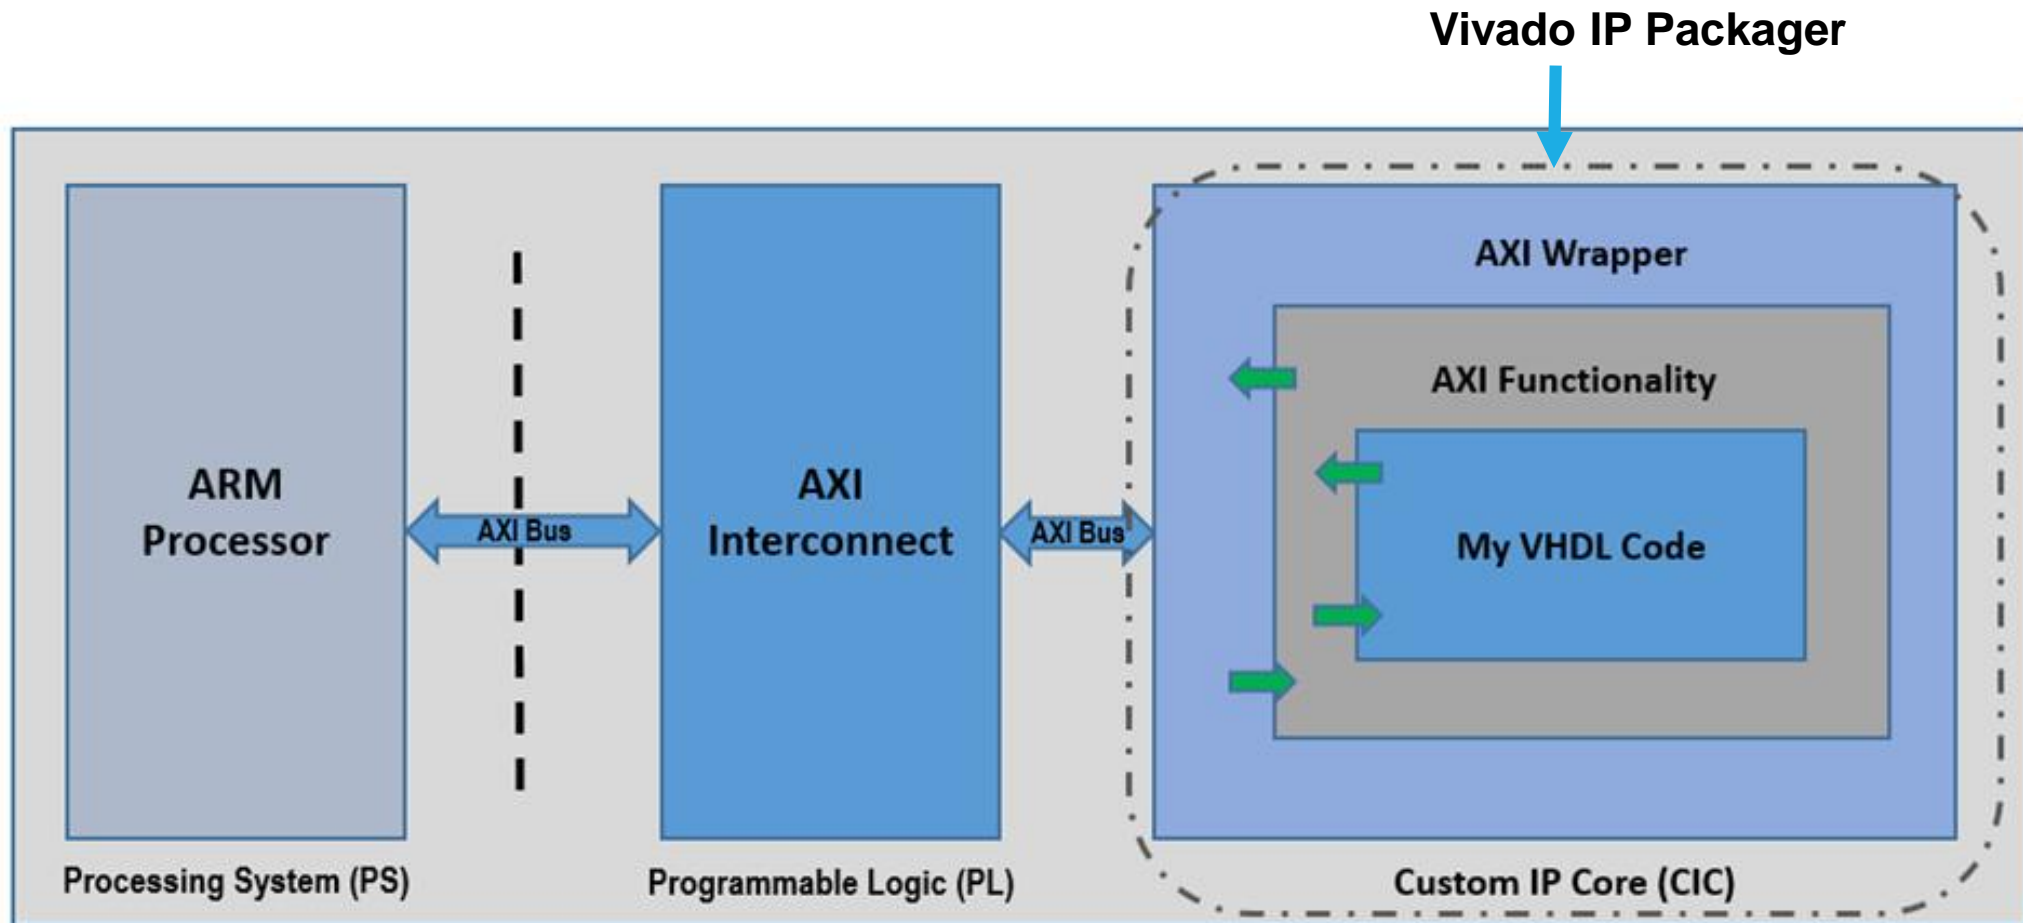 Vivado IP Packager
ARM
Processor
AXI Bus
AXI
Interconnect
AXI Bus
AXI Wrapper
AXI Functionality
My VHDL Code
Processing System (PS)
Programmable Logic (PL)
Custom IP Core (CIC)